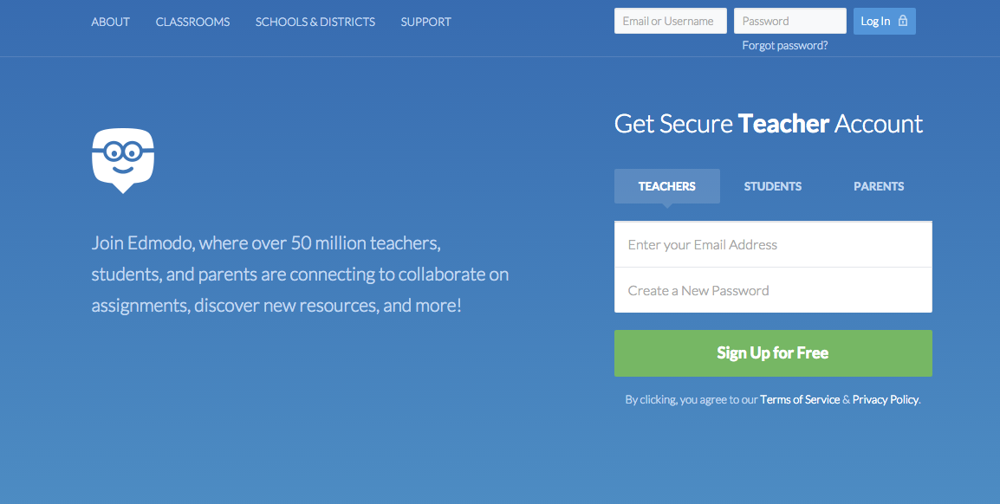 ABOUT CLASSROOMS SCHOOLS & DISTRICTS SUPPORT
Email or Username Password Log In
Forgot password?
Get Secure Teacher Account
TEACHERS STUDENTS PARENTS
Enter your Email Address
Create a New Password
Sign Up for Free
By clicking, you agree to our Terms of Service & Privacy Policy.
Join Edmodo, where over 50 million teachers,
students, and parents are connecting to collaborate on
assignments, discover new resources, and more!